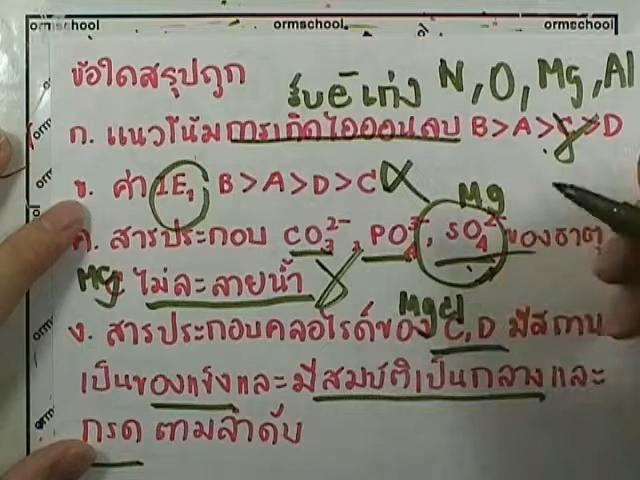 ormschool ormschool ormschool
ข้อใดสรุปถูก
รับe⁻เก่ง N, O, Mg, Al
ก. แนวโน้มการเกิดไอออนลบ B>A>C>D
ข. ค่า IE₁ B>A>D>C
Mg
ค. สารประกอบ CO₃²⁻, PO₄³⁻, SO₄²⁻ ของธาตุ
Mg ไม่ละลายน้ำ
ง. สารประกอบคลอไรด์ของ C,D มีสถานะ
เป็นของแข็งและมีสมบัติเป็นกลางและ
กรด ตามลำดับ